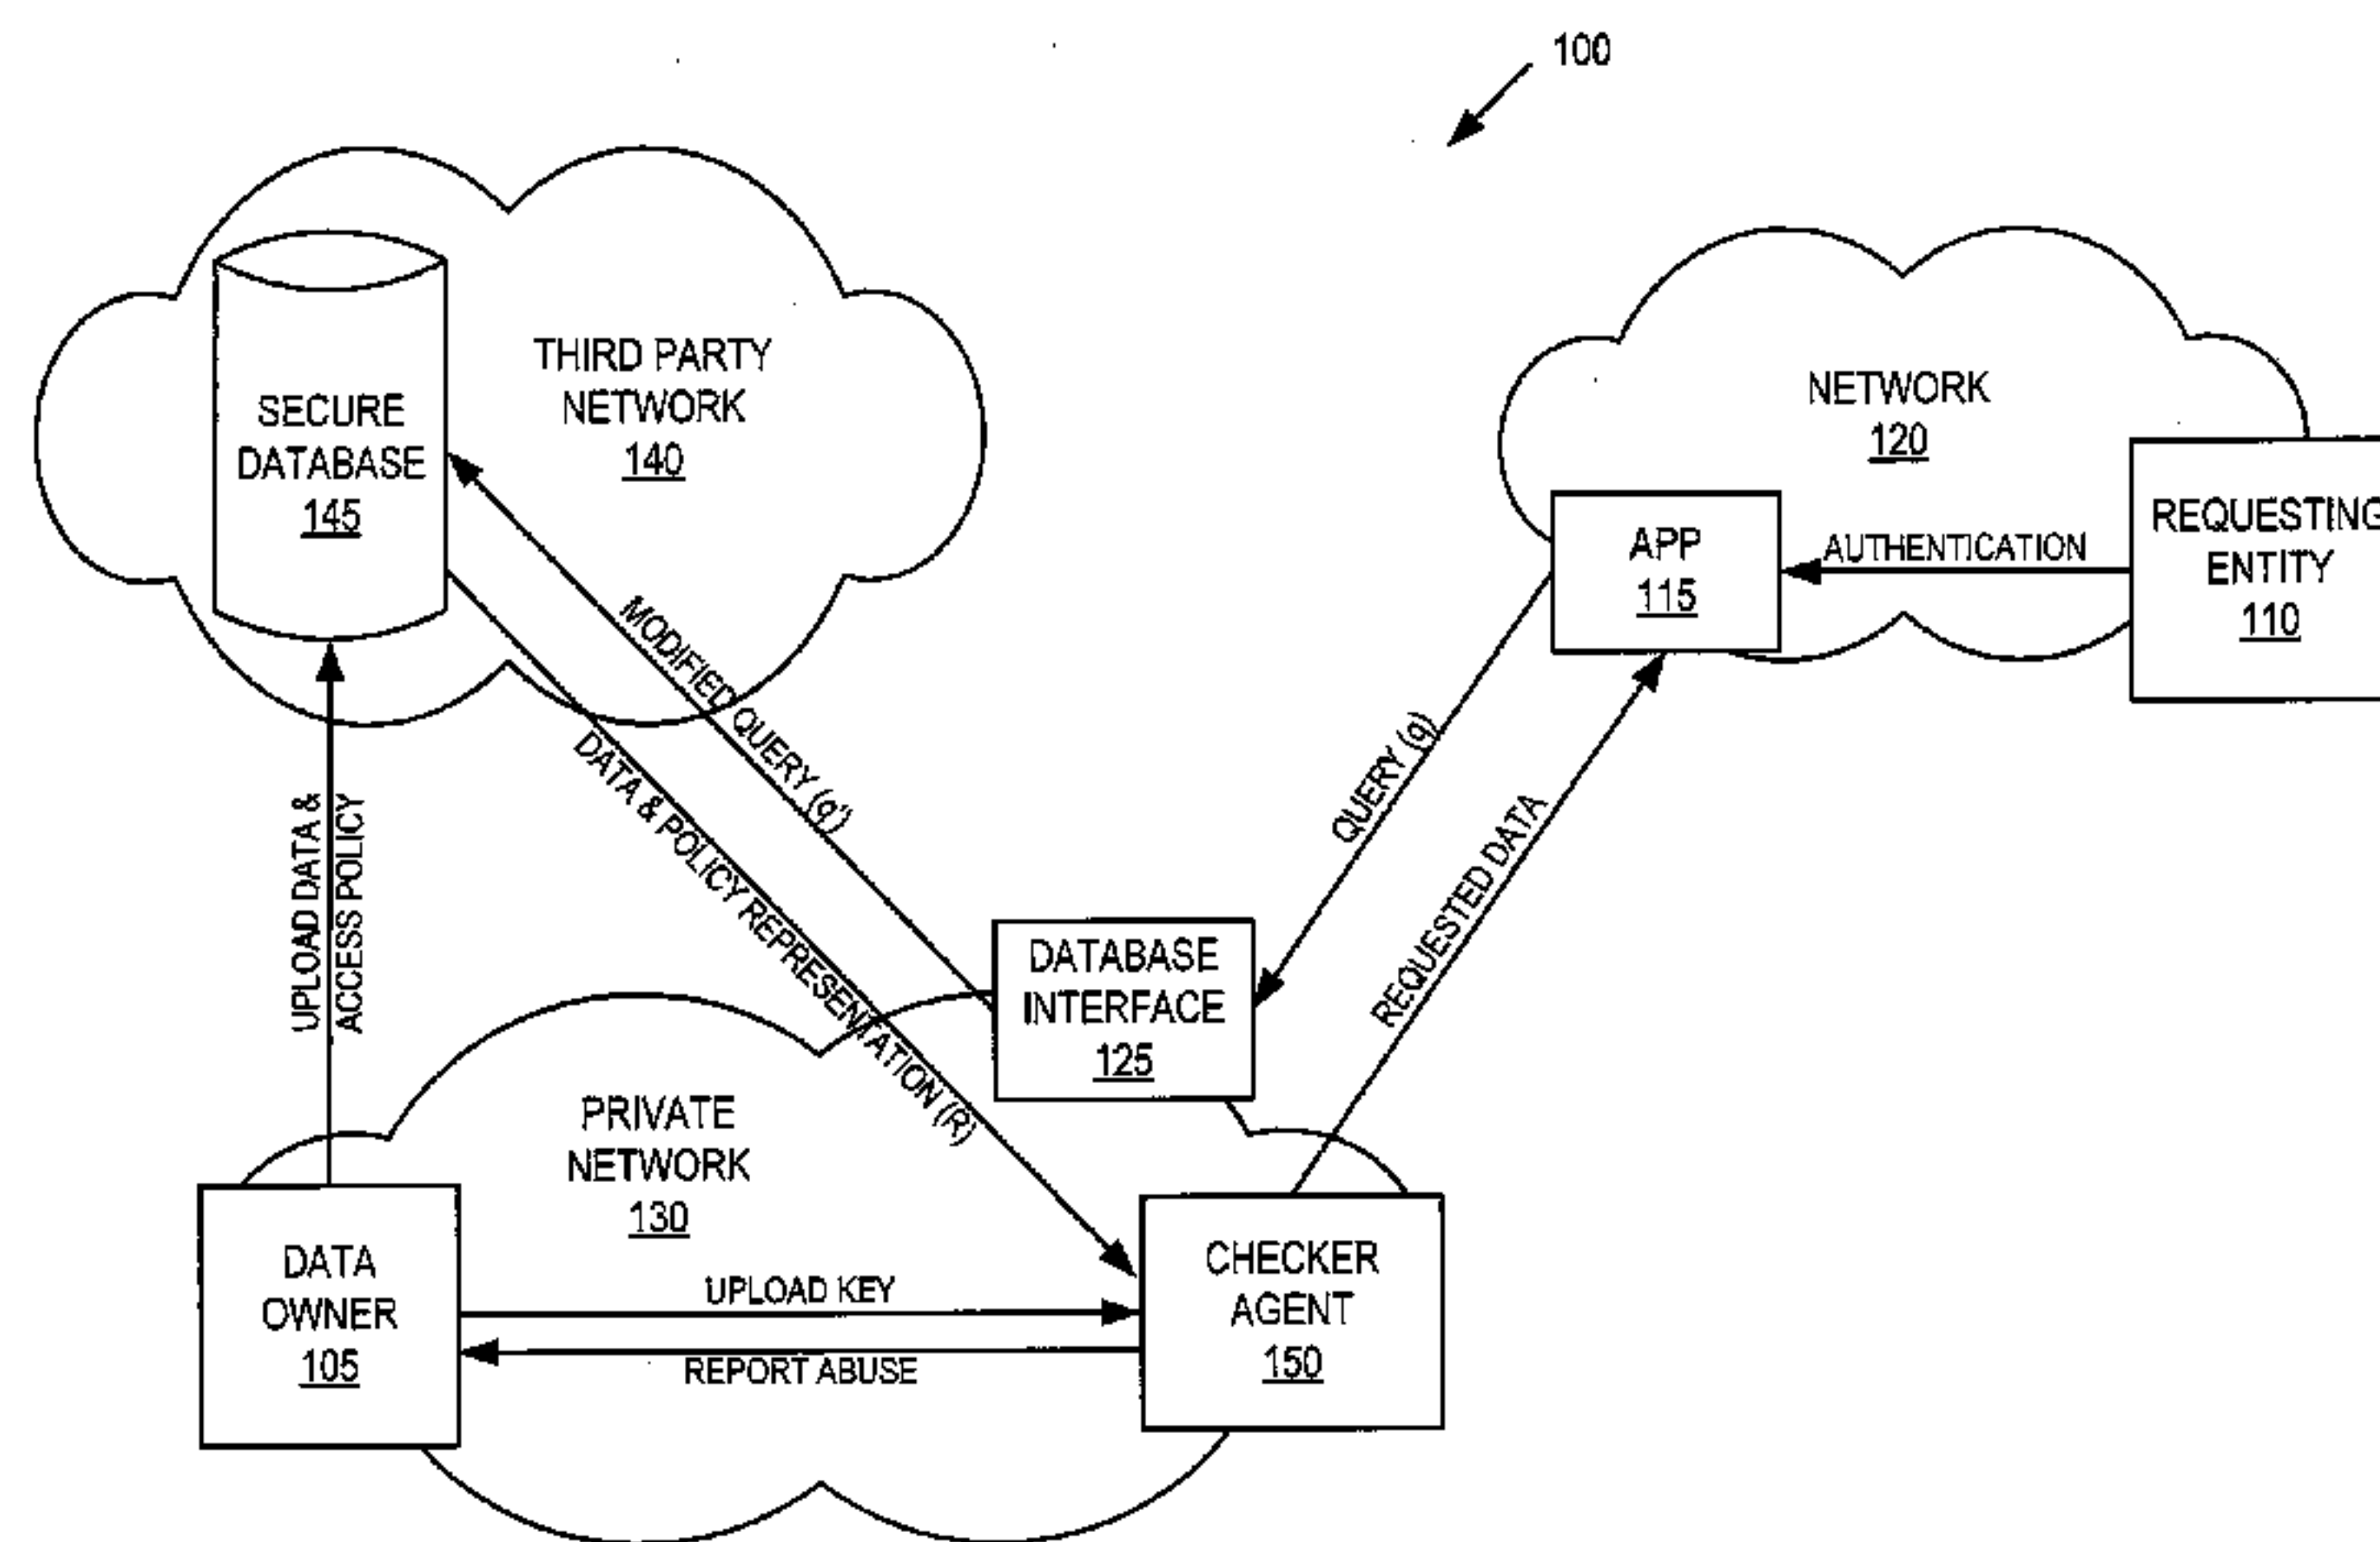 100
THIRD PARTY
NETWORK
140
SECURE
DATABASE
145
NETWORK
120
APP
115
AUTHENTICATION
REQUESTING
ENTITY
110
MODIFIED QUERY (q')
DATA & POLICY REPRESENTATION (R)
QUERY (q)
REQUESTED DATA
UPLOAD DATA &
ACCESS POLICY
DATABASE
INTERFACE
125
PRIVATE
NETWORK
130
DATA
OWNER
105
UPLOAD KEY
REPORT ABUSE
CHECKER
AGENT
150